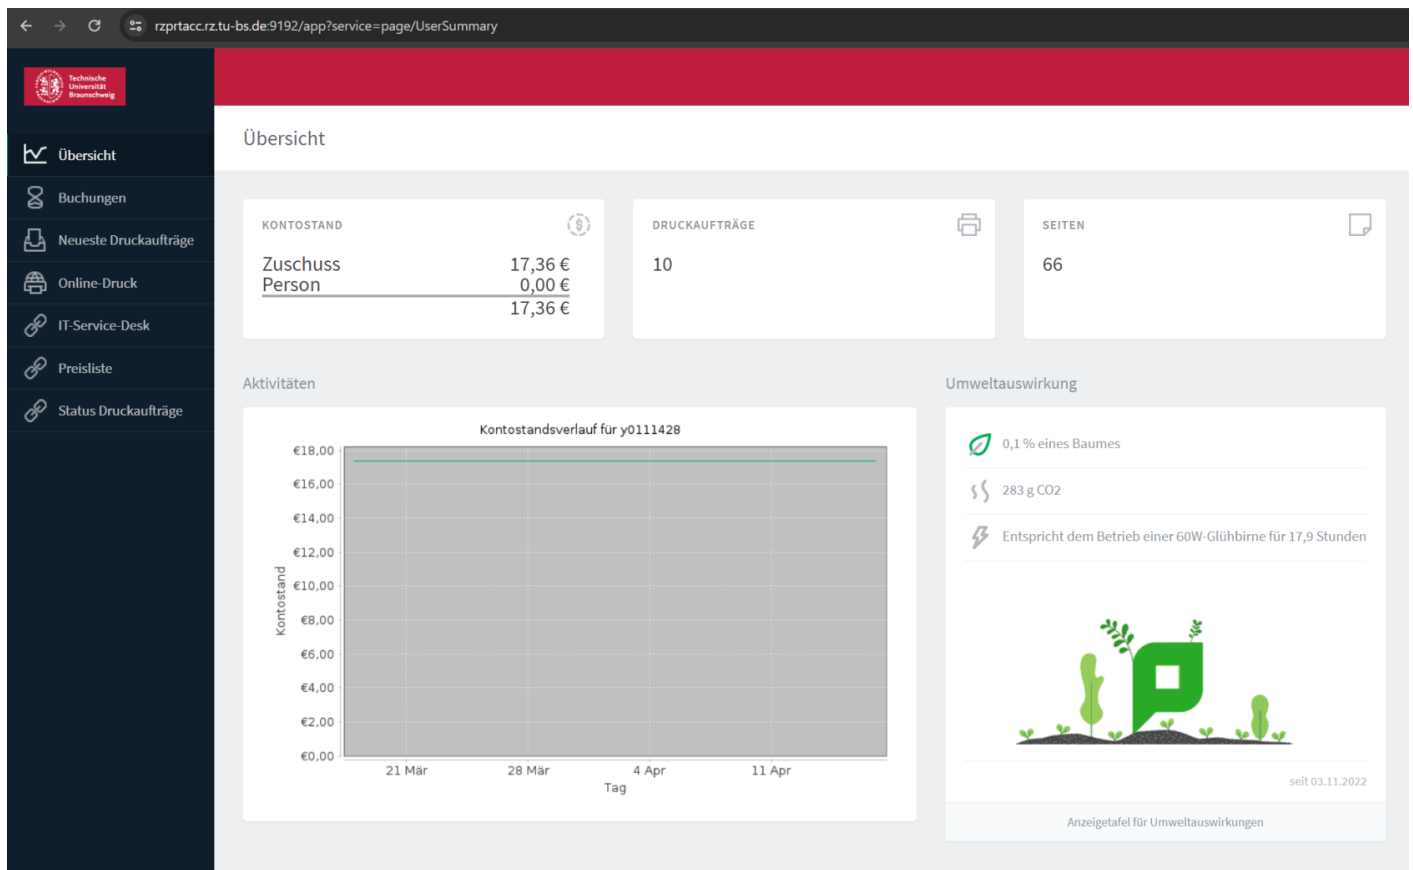 rzprtacc.rz.tu-bs.de:9192/app?service=page/UserSummary
Technische
Universität
Braunschweig
Übersicht
Buchungen
Neueste Druckaufträge
Online-Druck
IT-Service-Desk
Preisliste
Status Druckaufträge
Übersicht
KONTOSTAND
Zuschuss 17,36 €
Person 0,00 €
17,36 €
DRUCKAUFTRÄGE
10
SEITEN
66
Aktivitäten
Kontostandsverlauf für y0111428
€18,00
€16,00
€14,00
€12,00
€10,00
€8,00
€6,00
€4,00
€2,00
€0,00
Kontostand
21 Mär 28 Mär 4 Apr 11 Apr
Tag
Umweltauswirkung
0,1 % eines Baumes
283 g CO2
Entspricht dem Betrieb einer 60W-Glühbirne für 17,9 Stunden
seit 03.11.2022
Anzeigetafel für Umweltauswirkungen